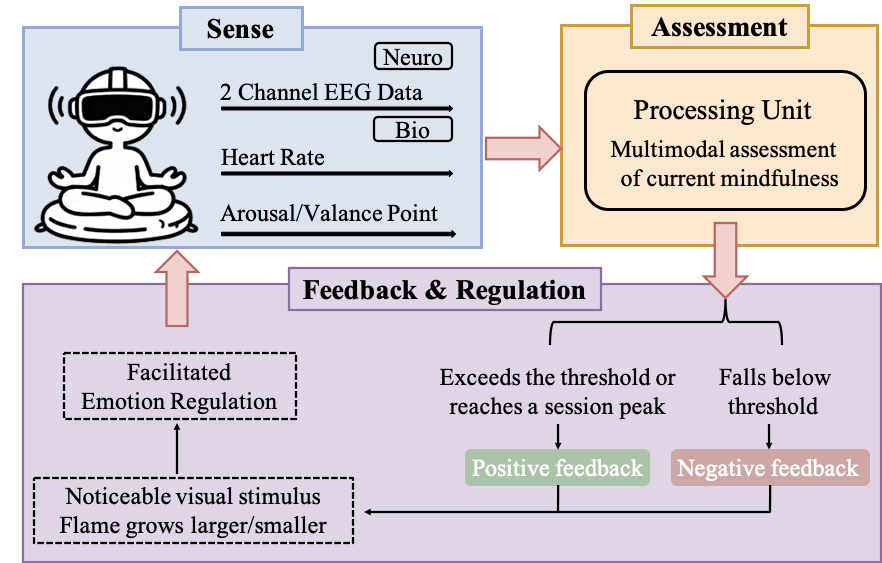 Sense
Neuro
2 Channel EEG Data
Bio
Heart Rate
Arousal/Valance Point
Assessment
Processing Unit
Multimodal assessment
of current mindfulness
Feedback & Regulation
Exceeds the threshold or
reaches a session peak
Falls below
threshold
Positive feedback
Negative feedback
Noticeable visual stimulus
Flame grows larger/smaller
Facilitated
Emotion Regulation